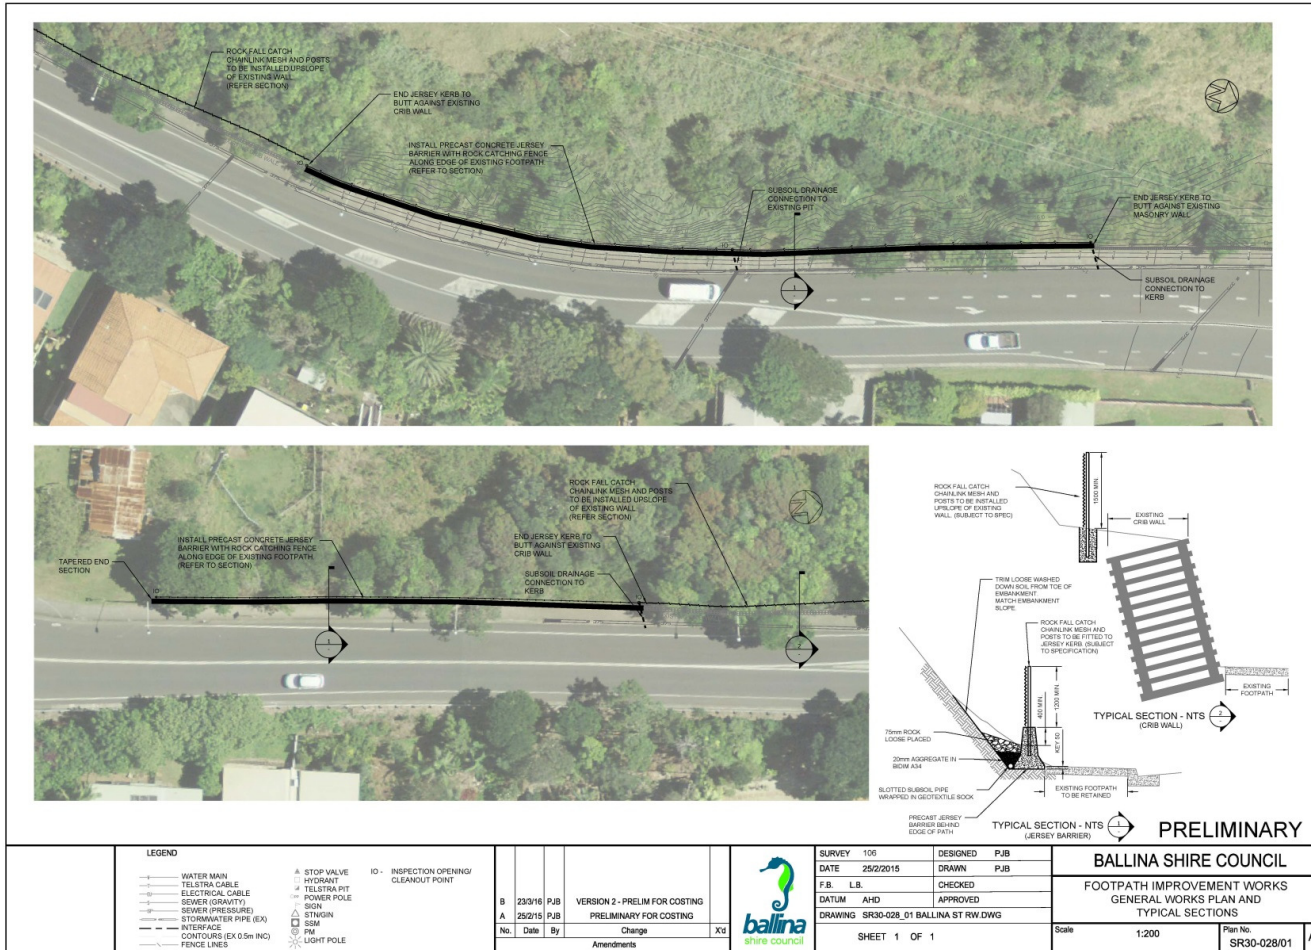 ROCK FALL CATCH
CHAINLINK MESH AND POSTS
TO BE INSTALLED UPSLOPE
OF EXISTING WALL
(REFER SECTION)
END JERSEY KERB TO
BUTT AGAINST EXISTING
CRIB WALL
INSTALL PRECAST CONCRETE JERSEY
BARRIER WITH ROCK CATCHING FENCE
ALONG EDGE OF EXISTING FOOTPATH
(REFER TO SECTION)
SUBSOIL DRAINAGE
CONNECTION TO
EXISTING PIT
END JERSEY KERB TO
BUTT AGAINST EXISTING
MASONRY WALL
IO
IO
IO
1
SUBSOIL DRAINAGE
CONNECTION TO
KERB
ROCK FALL CATCH
CHAINLINK MESH AND POSTS
TO BE INSTALLED UPSLOPE
OF EXISTING WALL
(REFER SECTION)
INSTALL PRECAST CONCRETE JERSEY
BARRIER WITH ROCK CATCHING FENCE
ALONG EDGE OF EXISTING FOOTPATH
(REFER TO SECTION)
END JERSEY KERB TO
BUTT AGAINST EXISTING
CRIB WALL
TAPERED END
SECTION
SUBSOIL DRAINAGE
CONNECTION TO
KERB
IO
1
2
ROCK FALL CATCH
CHAINLINK MESH AND
POSTS TO BE INSTALLED
UPSLOPE OF EXISTING
WALL. (SUBJECT TO SPEC)
1500 MIN
EXISTING
CRIB WALL
TRIM LOOSE WASHED
DOWN SOIL FROM TOE OF
EMBANKMENT.
MATCH EMBANKMENT
SLOPE.
ROCK FALL CATCH
CHAINLINK MESH AND
POSTS TO BE FITTED TO
JERSEY KERB. (SUBJECT
TO SPECIFICATION)
EXISTING
FOOTPATH
TYPICAL SECTION - NTS 2
(CRIB WALL)
400 MIN
1200 MIN
KEY 50
75mm ROCK
LOOSE PLACED
20mm AGGREGATE IN
BIDIM A34
SLOTTED SUBSOIL PIPE
WRAPPED IN GEOTEXTILE SOCK
EXISTING FOOTPATH
TO BE RETAINED
PRECAST JERSEY
BARRIER BEHIND
EDGE OF PATH
TYPICAL SECTION - NTS 1
(JERSEY BARRIER)
PRELIMINARY
LEGEND
WATER MAIN
TELSTRA CABLE
ELECTRICAL CABLE
SEWER (GRAVITY)
SEWER (PRESSURE)
STORMWATER PIPE (EX)
INTERFACE
CONTOURS (EX 0.5m INC)
FENCE LINES
STOP VALVE
HYDRANT
TELSTRA PIT
POWER POLE
SIGN
STN/GIN
SSM
PM
LIGHT POLE
IO - INSPECTION OPENING/
CLEANOUT POINT
B 23/3/16 PJB VERSION 2 - PRELIM FOR COSTING
A 25/2/15 PJB PRELIMINARY FOR COSTING
No. Date By Change X'd
Amendments
ballina
shire council
SURVEY 106 DESIGNED PJB
DATE 25/2/2015 DRAWN PJB
F.B. L.B. CHECKED
DATUM AHD APPROVED
DRAWING SR30-028_01 BALLINA ST RW.DWG
SHEET 1 OF 1
BALLINA SHIRE COUNCIL
FOOTPATH IMPROVEMENT WORKS
GENERAL WORKS PLAN AND
TYPICAL SECTIONS
Scale 1:200
Plan No.
SR30-028/01